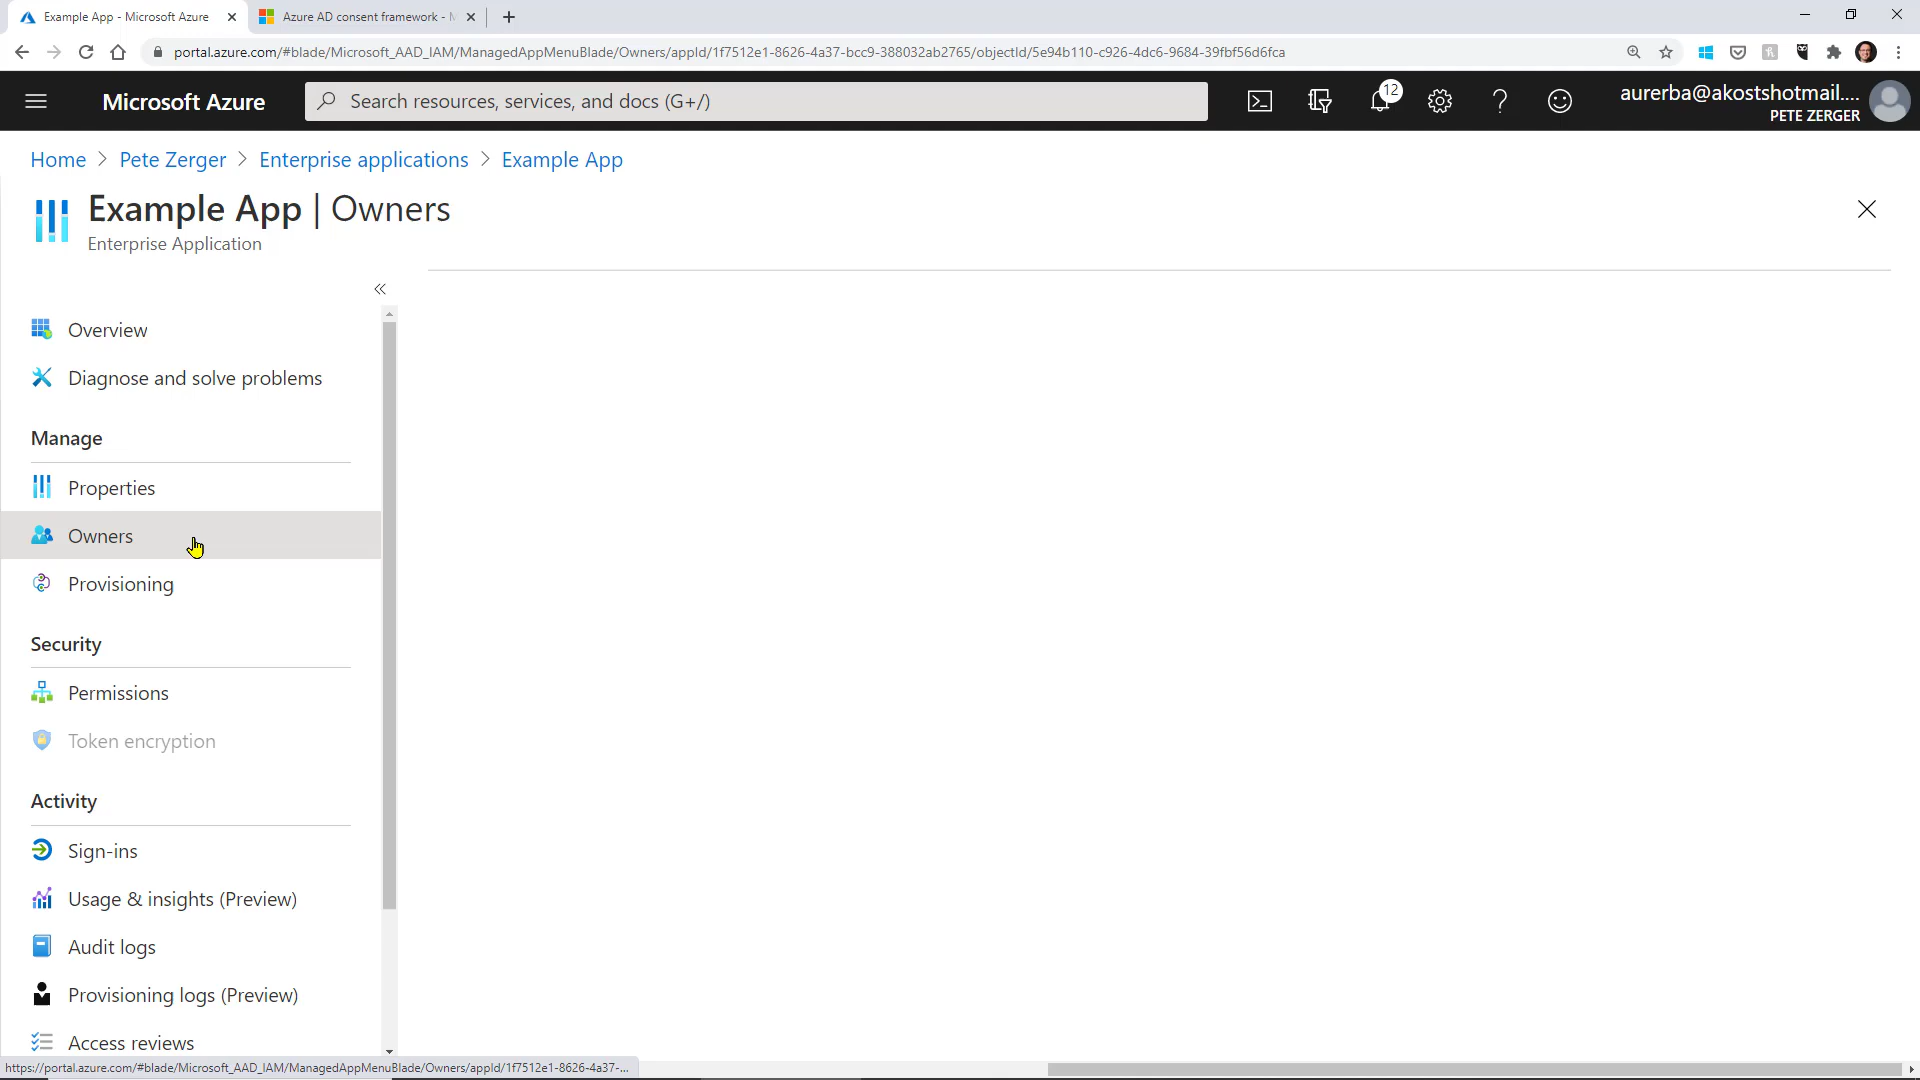 Example App - Microsoft Azure
Azure AD consent framework - M
portal.azure.com/#blade/Microsoft_AAD_IAM/ManagedAppMenuBlade/Owners/appId/1f7512e1-8626-4a37-bcc9-388032ab2765/objectId/5e94b110-c926-4dc6-9684-39fbf56d6fca
Microsoft Azure
Search resources, services, and docs (G+/)
12
aurerba@akostshotmail....
PETE ZERGER
Home > Pete Zerger > Enterprise applications > Example App
Example App | Owners
Enterprise Application
Overview
Diagnose and solve problems
Manage
Properties
Owners
Provisioning
Security
Permissions
Token encryption
Activity
Sign-ins
Usage & insights (Preview)
Audit logs
Provisioning logs (Preview)
Access reviews
https://portal.azure.com/#blade/Microsoft_AAD_IAM/ManagedAppMenuBlade/Owners/appId/1f7512e1-8626-4a37-...